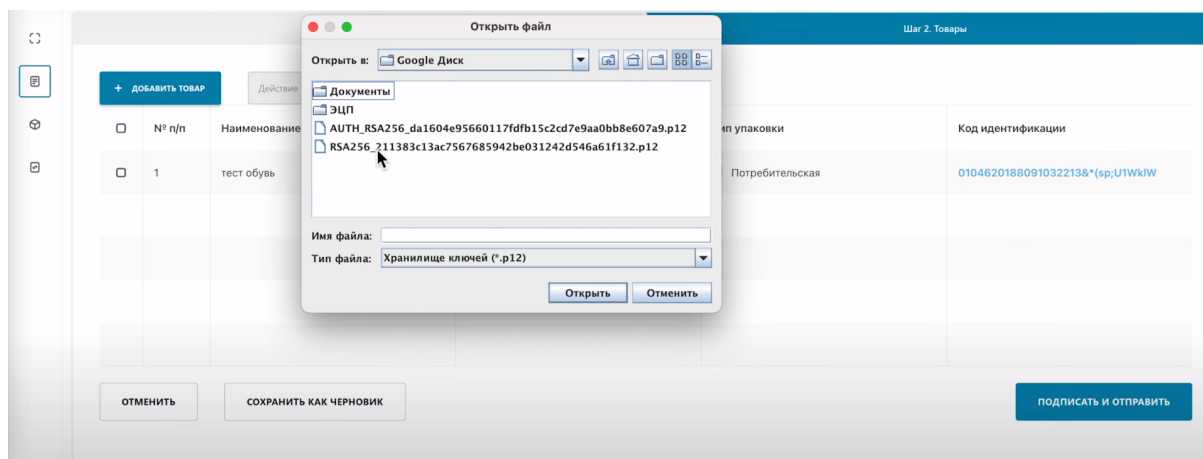 Шаг 2. Товары
Открыть файл
Открыть в: Google Диск
Документы
ЭЦП
AUTH_RSA256_da1604e95660117fdfb15c2cd7e9aa0bb8e607a9.p12
RSA256_211383c13ac7567685942be031242d546a61f132.p12
Имя файла:
Тип файла: Хранилище ключей (*.p12)
Открыть Отменить
+ ДОБАВИТЬ ТОВАР Действие
№ п/п Наименование ип упаковки Код идентификации
1 тест обувь Потребительская 0104620188091032213&*(sp;U1WkIW
ОТМЕНИТЬ СОХРАНИТЬ КАК ЧЕРНОВИК ПОДПИСАТЬ И ОТПРАВИТЬ